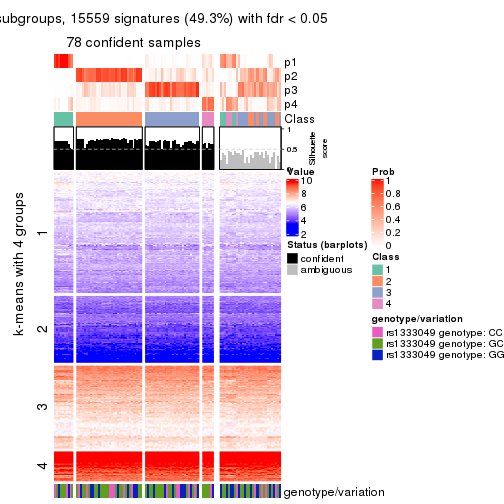 subgroups, 15559 signatures (49.3%) with fdr < 0.05
78 confident samples
p1
p2
p3
p4
Class
1
0.5
0
Silhouette
score
k-means with 4 groups
1
2
3
4
genotype/variation
Value
10
8
6
4
2
Status (barplots)
confident
ambiguous
Prob
1
0.8
0.6
0.4
0.2
0
Class
1
2
3
4
genotype/variation
rs1333049 genotype: CC
rs1333049 genotype: GC
rs1333049 genotype: GG